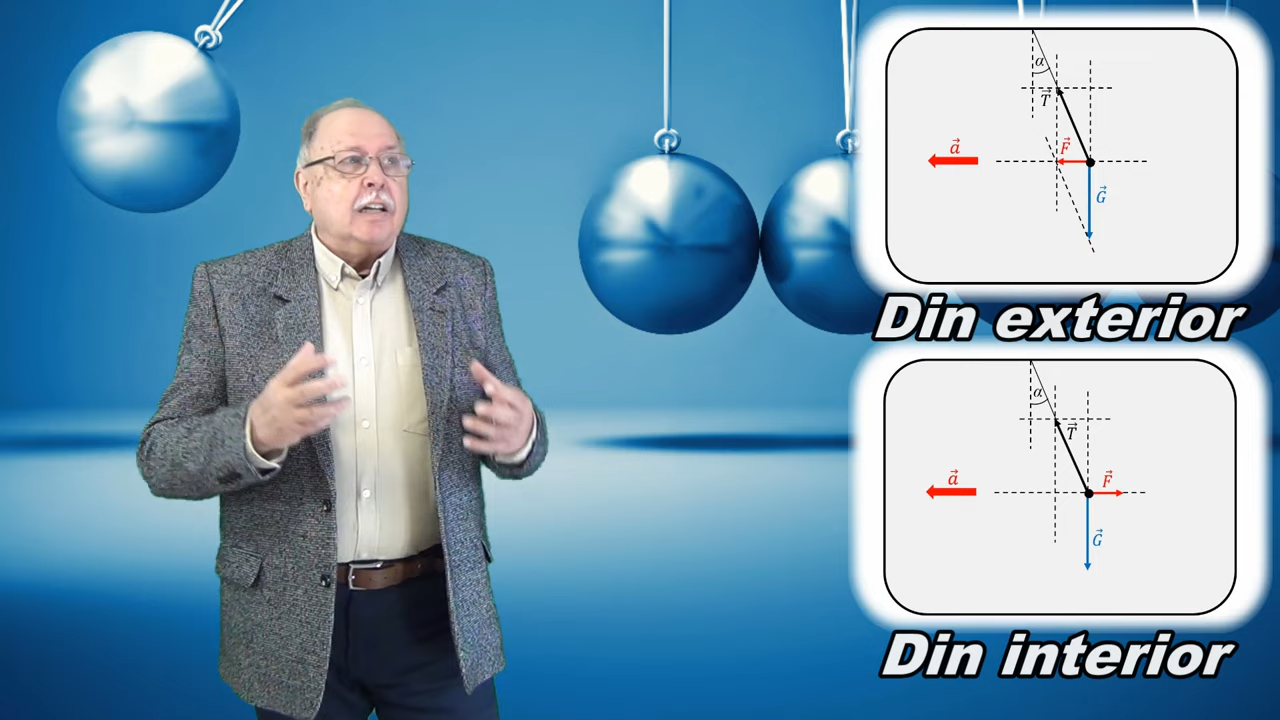 α
T⃗
a⃗
F⃗
G⃗
Din exterior
α
T⃗
a⃗
F⃗
G⃗
Din interior